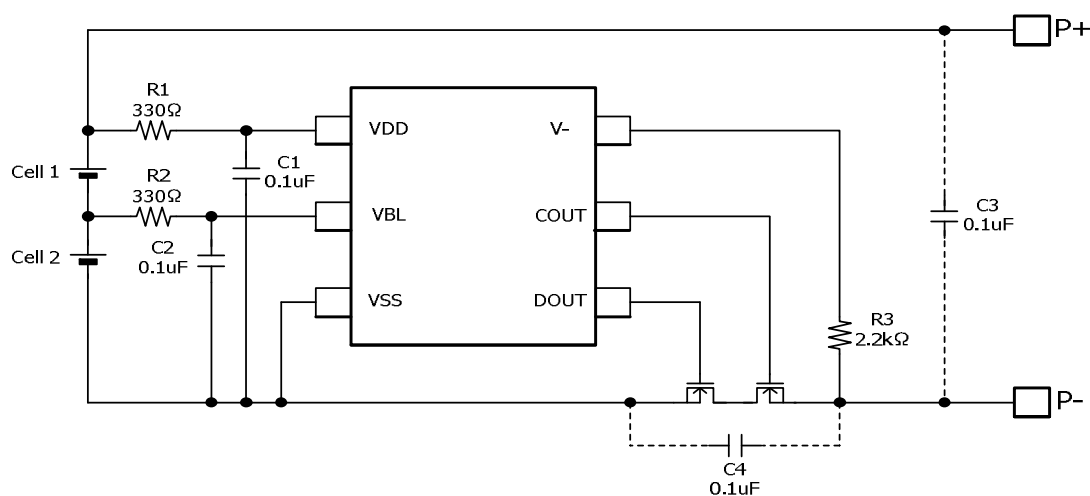 P+
R1
330Ω
VDD
V-
Cell 1
C1
0.1uF
R2
330Ω
VBL
COUT
C3
0.1uF
Cell 2
C2
0.1uF
VSS
DOUT
R3
2.2kΩ
P-
C4
0.1uF